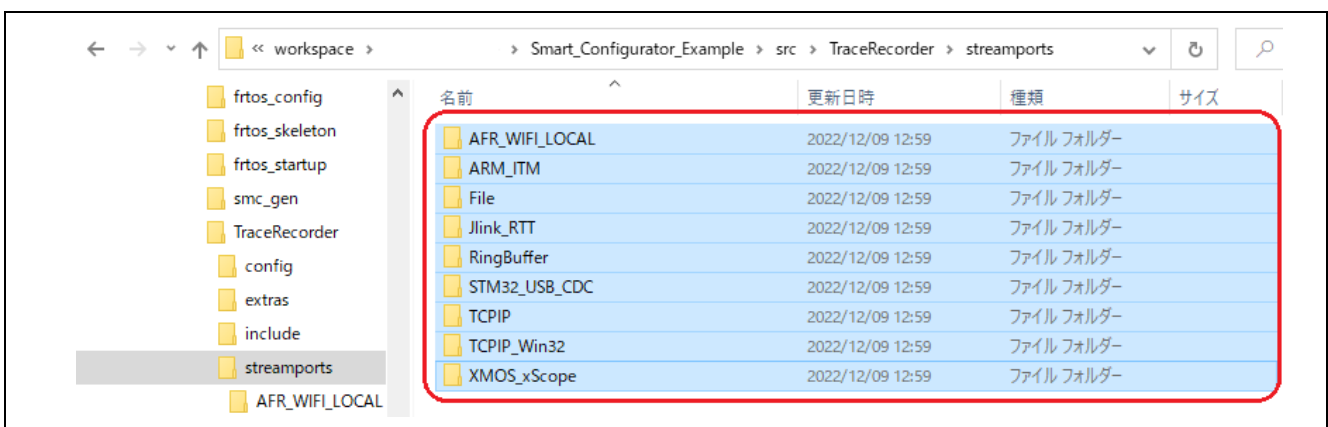 « workspace > > Smart_Configurator_Example > src > TraceRecorder > streamports
frtos_config
frtos_skeleton
frtos_startup
smc_gen
TraceRecorder
config
extras
include
streamports
AFR_WIFI_LOCAL
名前 更新日時 種類 サイズ
AFR_WIFI_LOCAL 2022/12/09 12:59 ファイル フォルダー
ARM_ITM 2022/12/09 12:59 ファイル フォルダー
File 2022/12/09 12:59 ファイル フォルダー
Jlink_RTT 2022/12/09 12:59 ファイル フォルダー
RingBuffer 2022/12/09 12:59 ファイル フォルダー
STM32_USB_CDC 2022/12/09 12:59 ファイル フォルダー
TCPIP 2022/12/09 12:59 ファイル フォルダー
TCPIP_Win32 2022/12/09 12:59 ファイル フォルダー
XMOS_xScope 2022/12/09 12:59 ファイル フォルダー